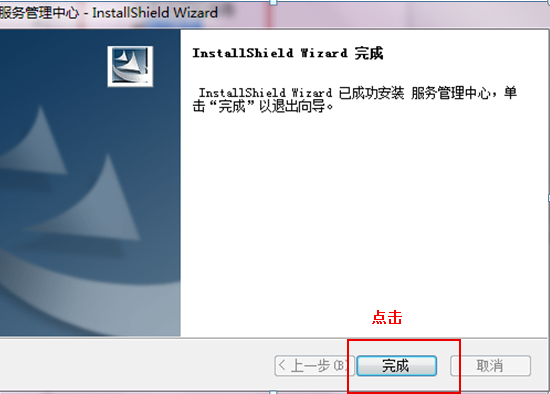 服务管理中心 - InstallShield Wizard
InstallShield Wizard 完成
InstallShield Wizard 已成功安装 服务管理中心，单
击“完成”以退出向导。
点击
< 上一步(B)
完成
取消